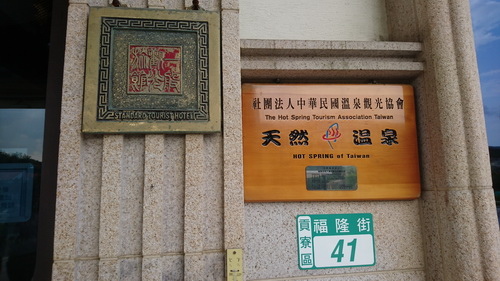 STANDARD TOURIST HOTEL
社團法人中華民國溫泉觀光協會
The Hot Spring Tourism Association Taiwan
天然 溫泉
HOT SPRING of Taiwan
貢寮區
福隆街
41